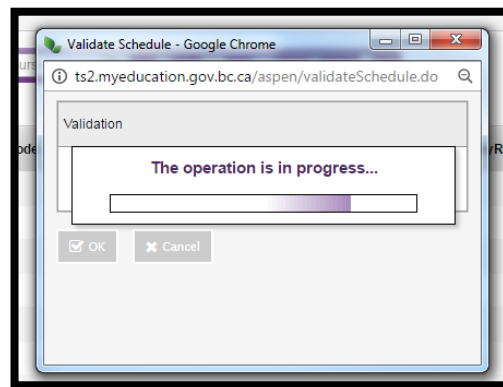 Validate Schedule - Google Chrome
ts2.myeducation.gov.bc.ca/aspen/validateSchedule.do
Validation
The operation is in progress...
OK
Cancel